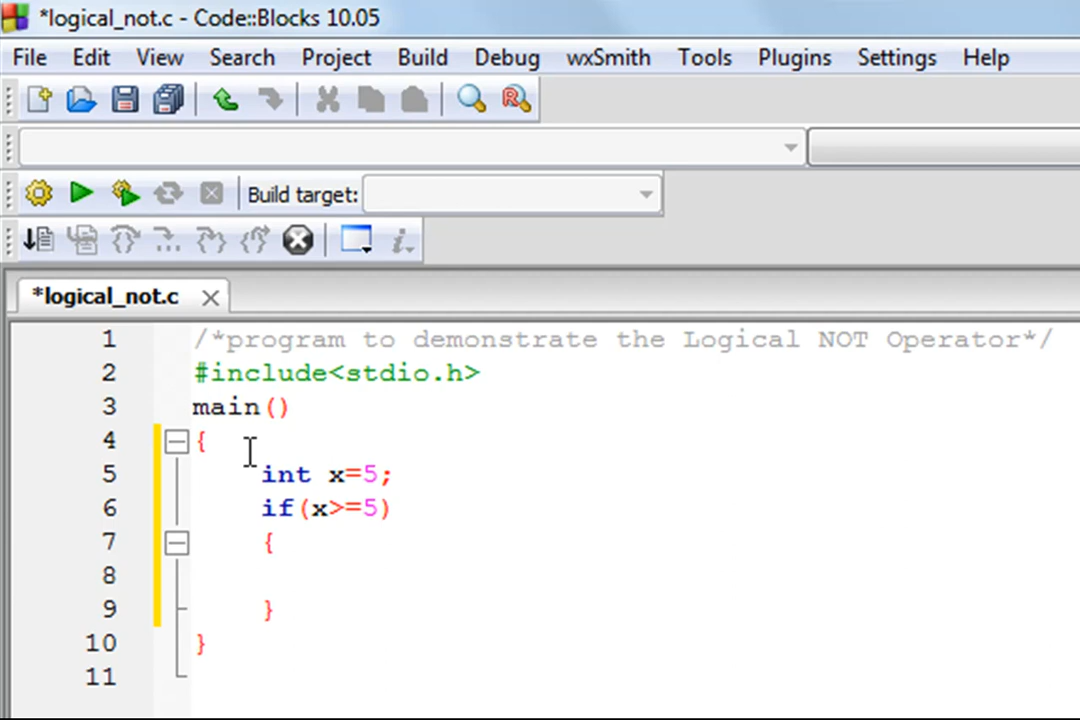 *logical_not.c - Code::Blocks 10.05
File Edit View Search Project Build Debug wxSmith Tools Plugins Settings Help
Build target:
*logical_not.c
1 /*program to demonstrate the Logical NOT Operator*/
2 #include<stdio.h>
3 main()
4 {
5 int x=5;
6 if(x>=5)
7 {
8
9 }
10 }
11